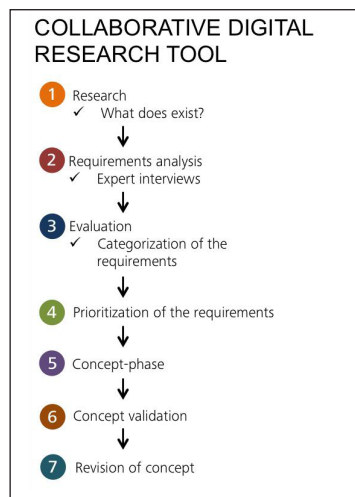 COLLABORATIVE DIGITAL
RESEARCH TOOL
1 Research
✓ What does exist?
2 Requirements analysis
✓ Expert interviews
3 Evaluation
✓ Categorization of the
requirements
4 Prioritization of the requirements
5 Concept-phase
6 Concept validation
7 Revision of concept